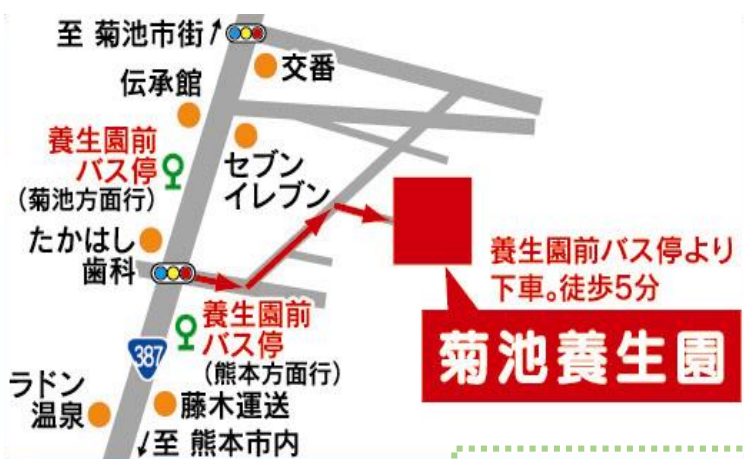 至 菊池市街
交番
伝承館
養生園前
バス停
(菊池方面行)
セブン
イレブン
たかはし
歯科
養生園前バス停より
下車。徒歩5分
菊池養生園
養生園前
バス停
(熊本方面行)
387
ラドン
温泉
藤木運送
至 熊本市内